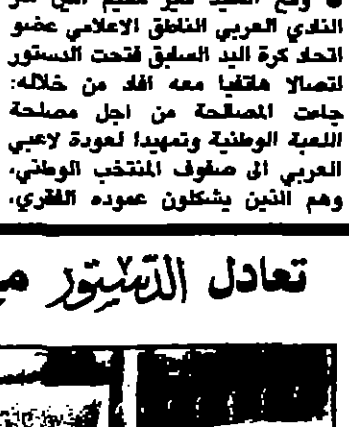 النادي العربي الناطق الاعلامي عضو
اتحاد كرة اليد السابق فتحت الدستور
اتصالا هاتفيا معه افاد من خلاله:
جاءت المصالحة من اجل مصلحة
اللعبة الوطنية وتمهيدا لعودة لاعبي
العربي الى صفوف المنتخب الوطني،
وهم الذين يشكلون عموده الفقري،
تعادل الدستور